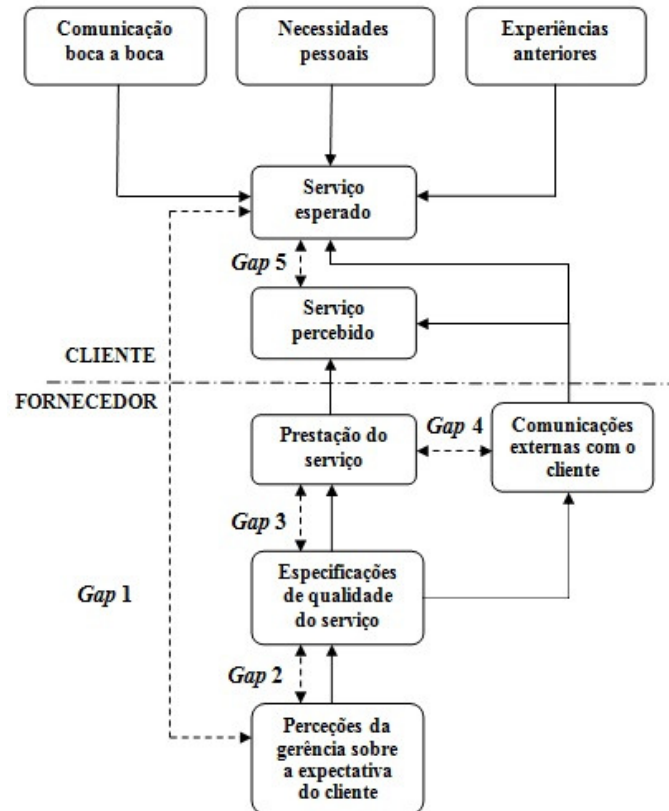 Comunicação
boca a boca
Necessidades
pessoais
Experiências
anteriores
Serviço
esperado
Gap 5
Serviço
percebido
CLIENTE
FORNECEDOR
Prestação do
serviço
Gap 4
Comunicações
externas com o
cliente
Gap 3
Especificações
de qualidade
do serviço
Gap 1
Gap 2
Perceções da
gerência sobre
a expectativa
do cliente